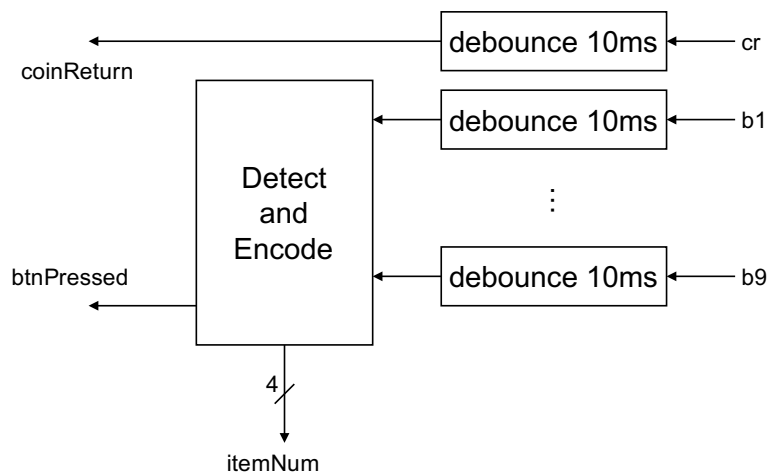 debounce 10ms
cr
coinReturn
debounce 10ms
b1
Detect
and
Encode
⋮
btnPressed
debounce 10ms
b9
4
itemNum